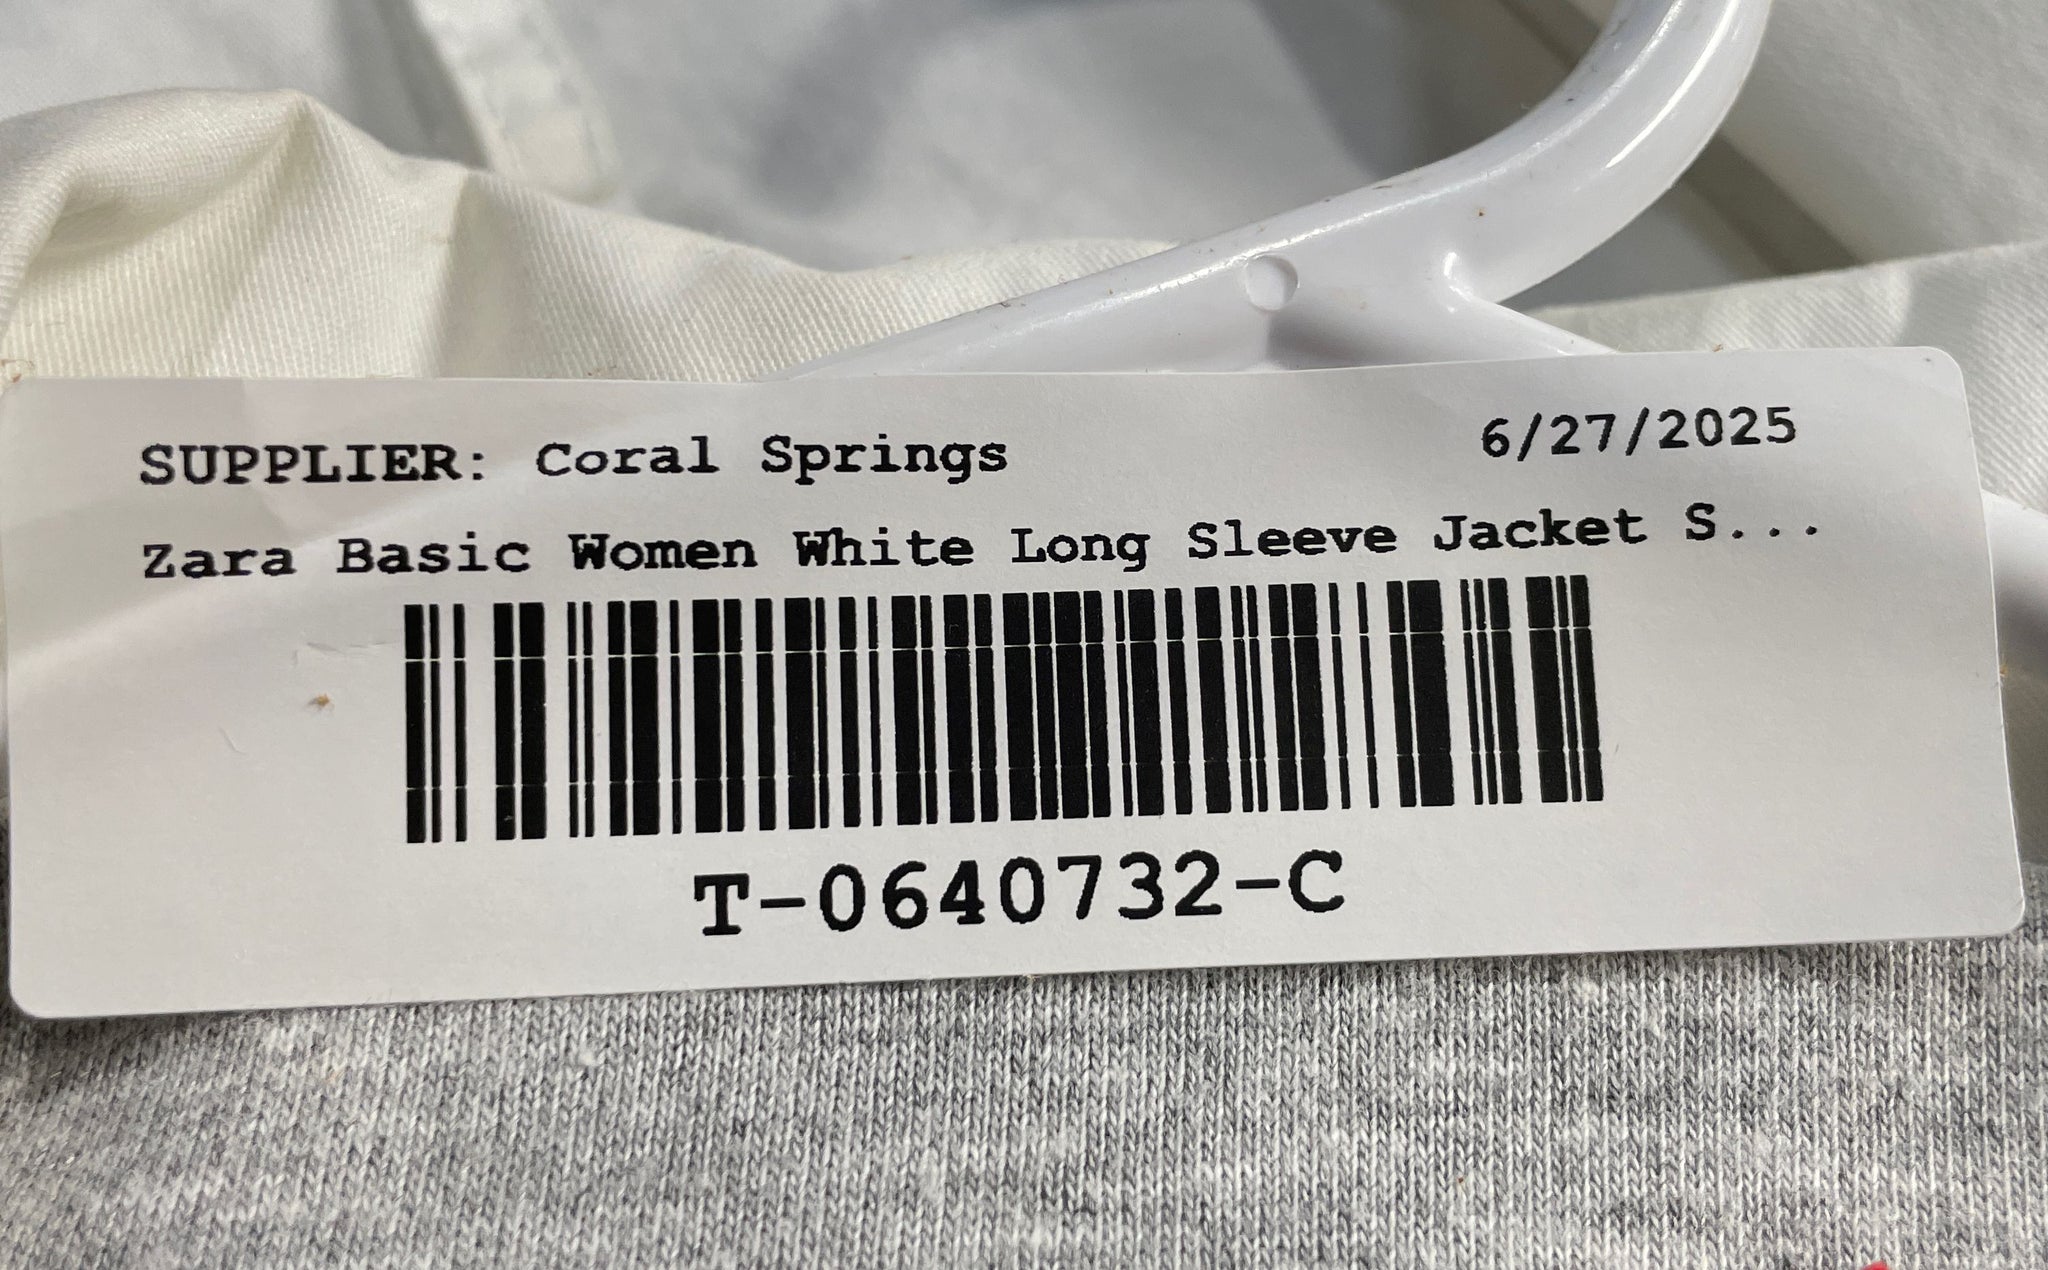 SUPPLIER: Coral Springs 6/27/2025
Zara Basic Women White Long Sleeve Jacket S...
T-0640732-C